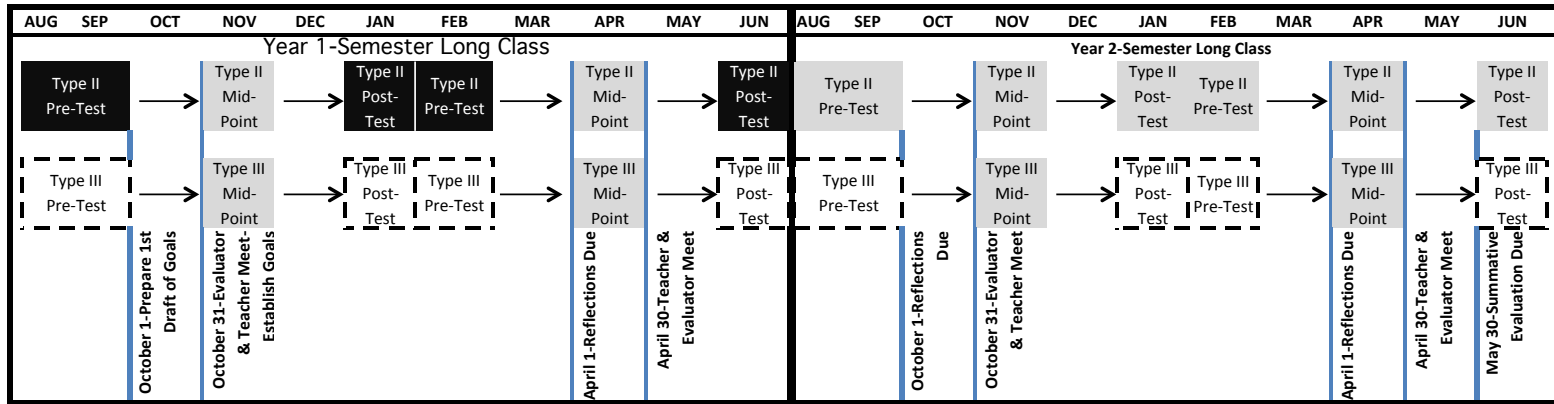 AUG SEP OCT NOV DEC JAN FEB MAR APR MAY JUN AUG SEP OCT NOV DEC JAN FEB MAR APR MAY JUN
Year 1-Semester Long Class
Year 2-Semester Long Class
Type II
Pre-Test
Type II
Mid-
Point
Type II
Post-
Test
Type II
Pre-Test
Type II
Mid-
Point
Type II
Post-
Test
Type II
Pre-Test
Type II
Mid-
Point
Type II
Post-
Test
Type II
Pre-Test
Type II
Mid-
Point
Type II
Post-
Test
Type III
Pre-Test
Type III
Mid-
Point
Type III
Post-
Test
Type III
Pre-Test
Type III
Mid-
Point
Type III
Post-
Test
Type III
Pre-Test
Type III
Mid-
Point
Type III
Post-
Test
Type III
Pre-Test
Type III
Mid-
Point
Type III
Post-
Test
October 1-Prepare 1st
Draft of Goals
October 31-Evaluator
& Teacher Meet-
Establish Goals
April 1-Reflections Due
April 30-Teacher &
Evaluator Meet
October 1-Reflections
Due
October 31-Evaluator
& Teacher Meet
April 1-Reflections Due
April 30-Teacher &
Evaluator Meet
May 30-Summative
Evaluation Due